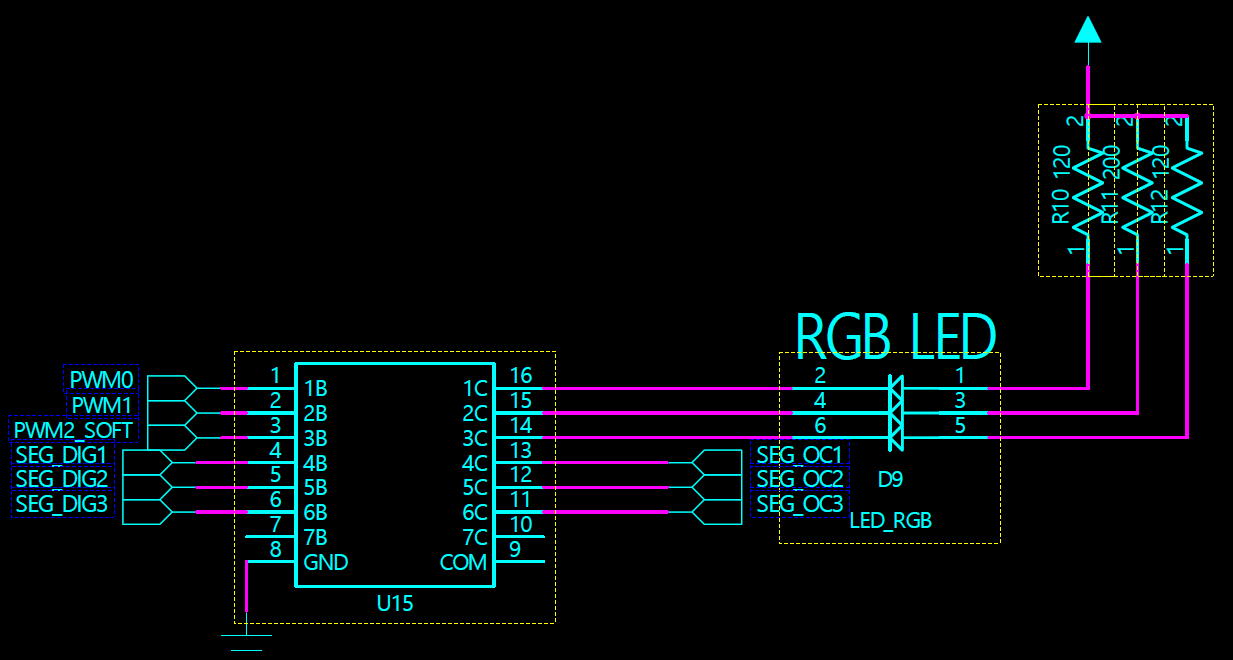 2 2 2
R10 120
R11 200
R12 120
1 1 1
RGB LED
PWM0 1 1B 1C 16 2 1
PWM1 2 2B 2C 15 4 3
PWM2_SOFT 3 3B 3C 14 6 5
SEG_DIG1 4 4B 4C 13 SEG_OC1
SEG_DIG2 5 5B 5C 12 SEG_OC2 D9
SEG_DIG3 6 6B 6C 11 SEG_OC3
7 7B 7C 10 LED_RGB
8 GND COM 9
U15